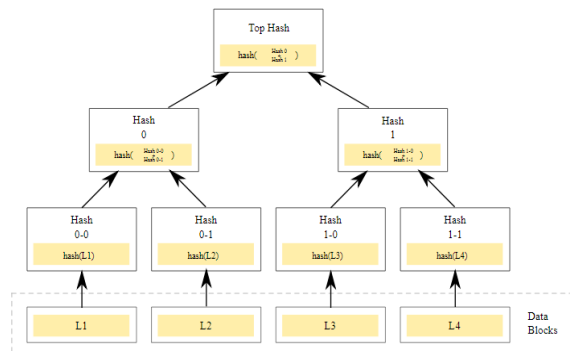 Top Hash
hash( Hash 0 + Hash 1 )
Hash
0
hash( Hash 0-0 + Hash 0-1 )
Hash
1
hash( Hash 1-0 + Hash 1-1 )
Hash
0-0
hash(L1)
Hash
0-1
hash(L2)
Hash
1-0
hash(L3)
Hash
1-1
hash(L4)
L1
L2
L3
L4
Data
Blocks